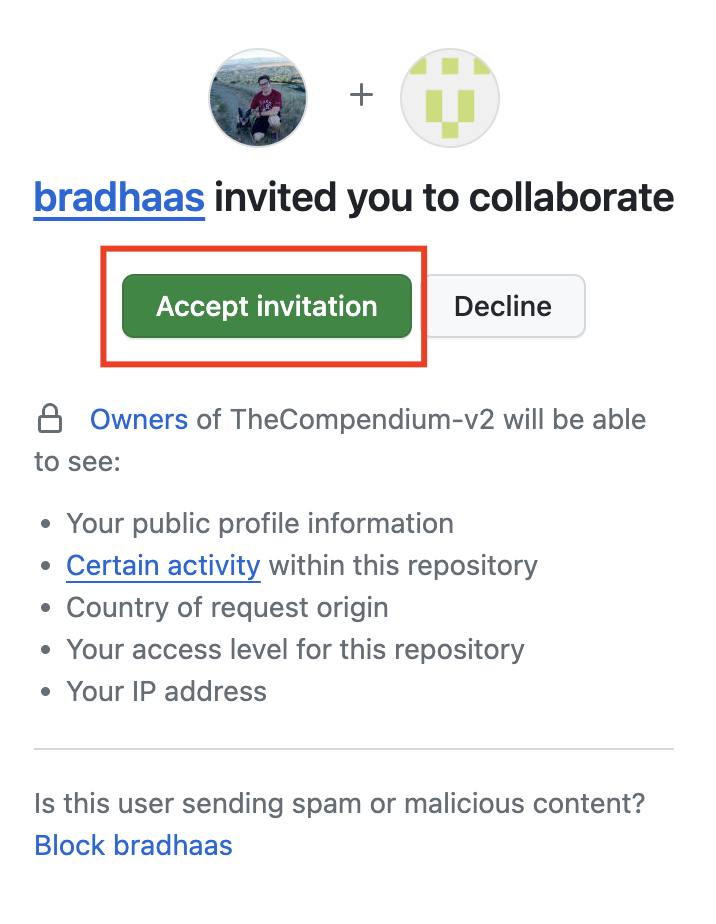 +
bradhaas invited you to collaborate
Accept invitation
Decline
Owners of TheCompendium-v2 will be able
to see:
• Your public profile information
• Certain activity within this repository
• Country of request origin
• Your access level for this repository
• Your IP address
Is this user sending spam or malicious content?
Block bradhaas